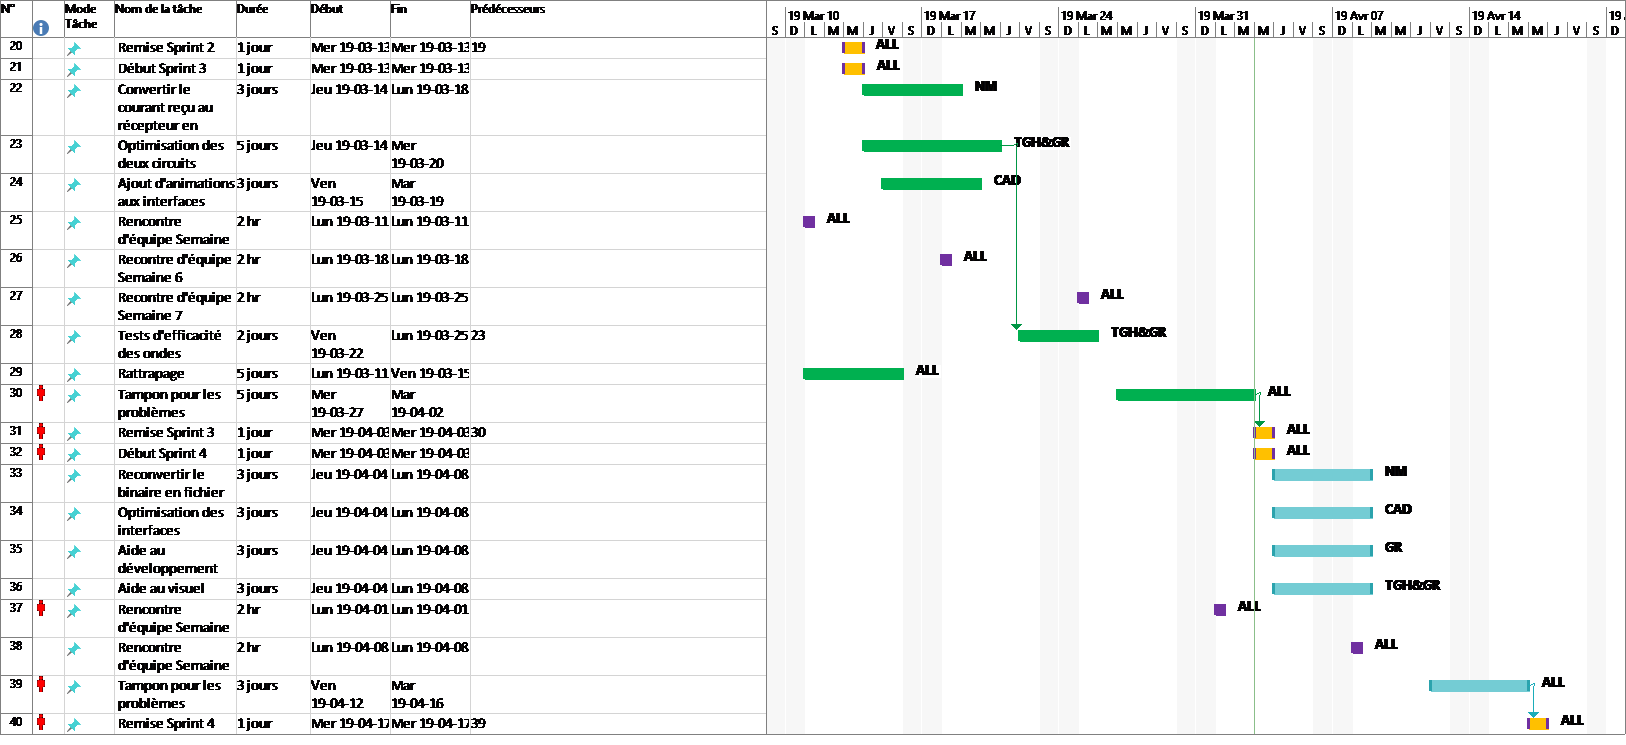 N° Mode Nom de la tâche Durée Début Fin Prédécesseurs
Tâche
19 Mar 10 19 Mar 17 19 Mar 24 19 Mar 31 19 Avr 07 19 Avr 14 19
S D L M M J V S D L M M J V S D L M M J V S D L M M J V S D L M M J V S D L M M J V S D
20 Remise Sprint 2 1 jour Mer 19-03-13 Mer 19-03-13 19 ALL
21 Début Sprint 3 1 jour Mer 19-03-13 Mer 19-03-13 ALL
22 Convertir le 3 jours Jeu 19-03-14 Lun 19-03-18 NM
courant reçu au
récepteur en
23 Optimisation des 5 jours Jeu 19-03-14 Mer TGH&GR
deux circuits 19-03-20
24 Ajout d'animations 3 jours Ven Mar CAD
aux interfaces 19-03-15 19-03-19
25 Rencontre 2 hr Lun 19-03-11 Lun 19-03-11 ALL
d'équipe Semaine
26 Recontre d'équipe 2 hr Lun 19-03-18 Lun 19-03-18 ALL
Semaine 6
27 Recontre d'équipe 2 hr Lun 19-03-25 Lun 19-03-25 ALL
Semaine 7
28 Tests d'efficacité 2 jours Ven Lun 19-03-25 23 TGH&GR
des ondes 19-03-22
29 Rattrapage 5 jours Lun 19-03-11 Ven 19-03-15 ALL
30 Tampon pour les 5 jours Mer Mar ALL
problèmes 19-03-27 19-04-02
31 Remise Sprint 3 1 jour Mer 19-04-03 Mer 19-04-03 30 ALL
32 Début Sprint 4 1 jour Mer 19-04-03 Mer 19-04-03 ALL
33 Reconvertir le 3 jours Jeu 19-04-04 Lun 19-04-08 NM
binaire en fichier
34 Optimisation des 3 jours Jeu 19-04-04 Lun 19-04-08 CAD
interfaces
35 Aide au 3 jours Jeu 19-04-04 Lun 19-04-08 GR
développement
36 Aide au visuel 3 jours Jeu 19-04-04 Lun 19-04-08 TGH&GR
37 Rencontre 2 hr Lun 19-04-01 Lun 19-04-01 ALL
d'équipe Semaine
38 Rencontre 2 hr Lun 19-04-08 Lun 19-04-08 ALL
d'équipe Semaine
39 Tampon pour les 3 jours Ven Mar ALL
problèmes 19-04-12 19-04-16
40 Remise Sprint 4 1 jour Mer 19-04-17 Mer 19-04-17 39 ALL